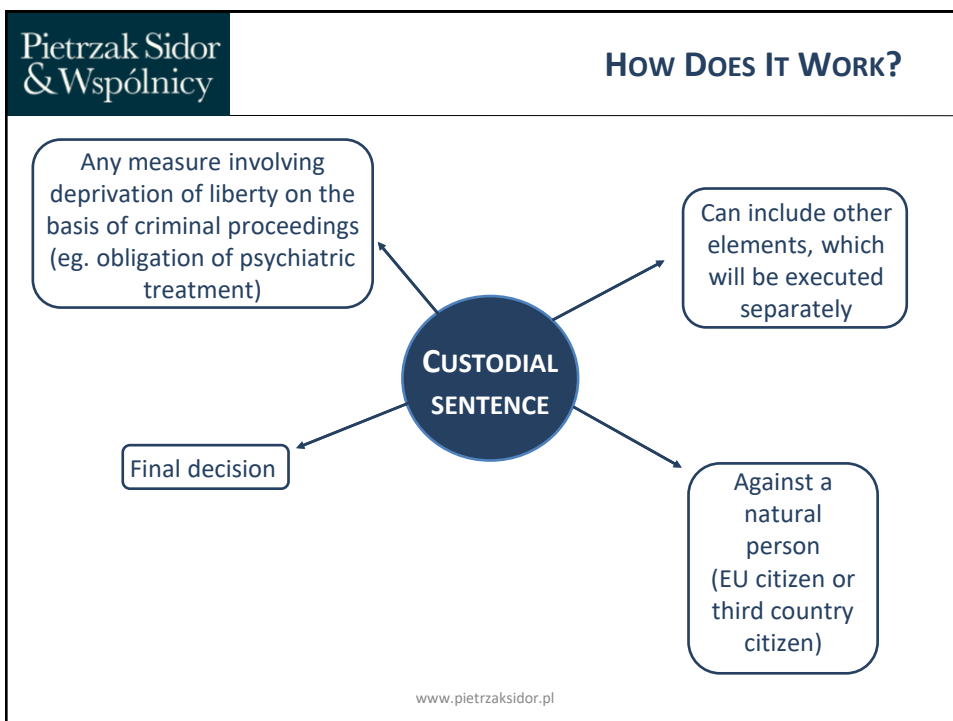 Pietrzak Sidor
& Wspólnicy
HOW DOES IT WORK?
Any measure involving
deprivation of liberty on the
basis of criminal proceedings
(eg. obligation of psychiatric
treatment)
Can include other
elements, which
will be executed
separately
CUSTODIAL
SENTENCE
Final decision
Against a
natural
person
(EU citizen or
third country
citizen)
www.pietrzaksidor.pl